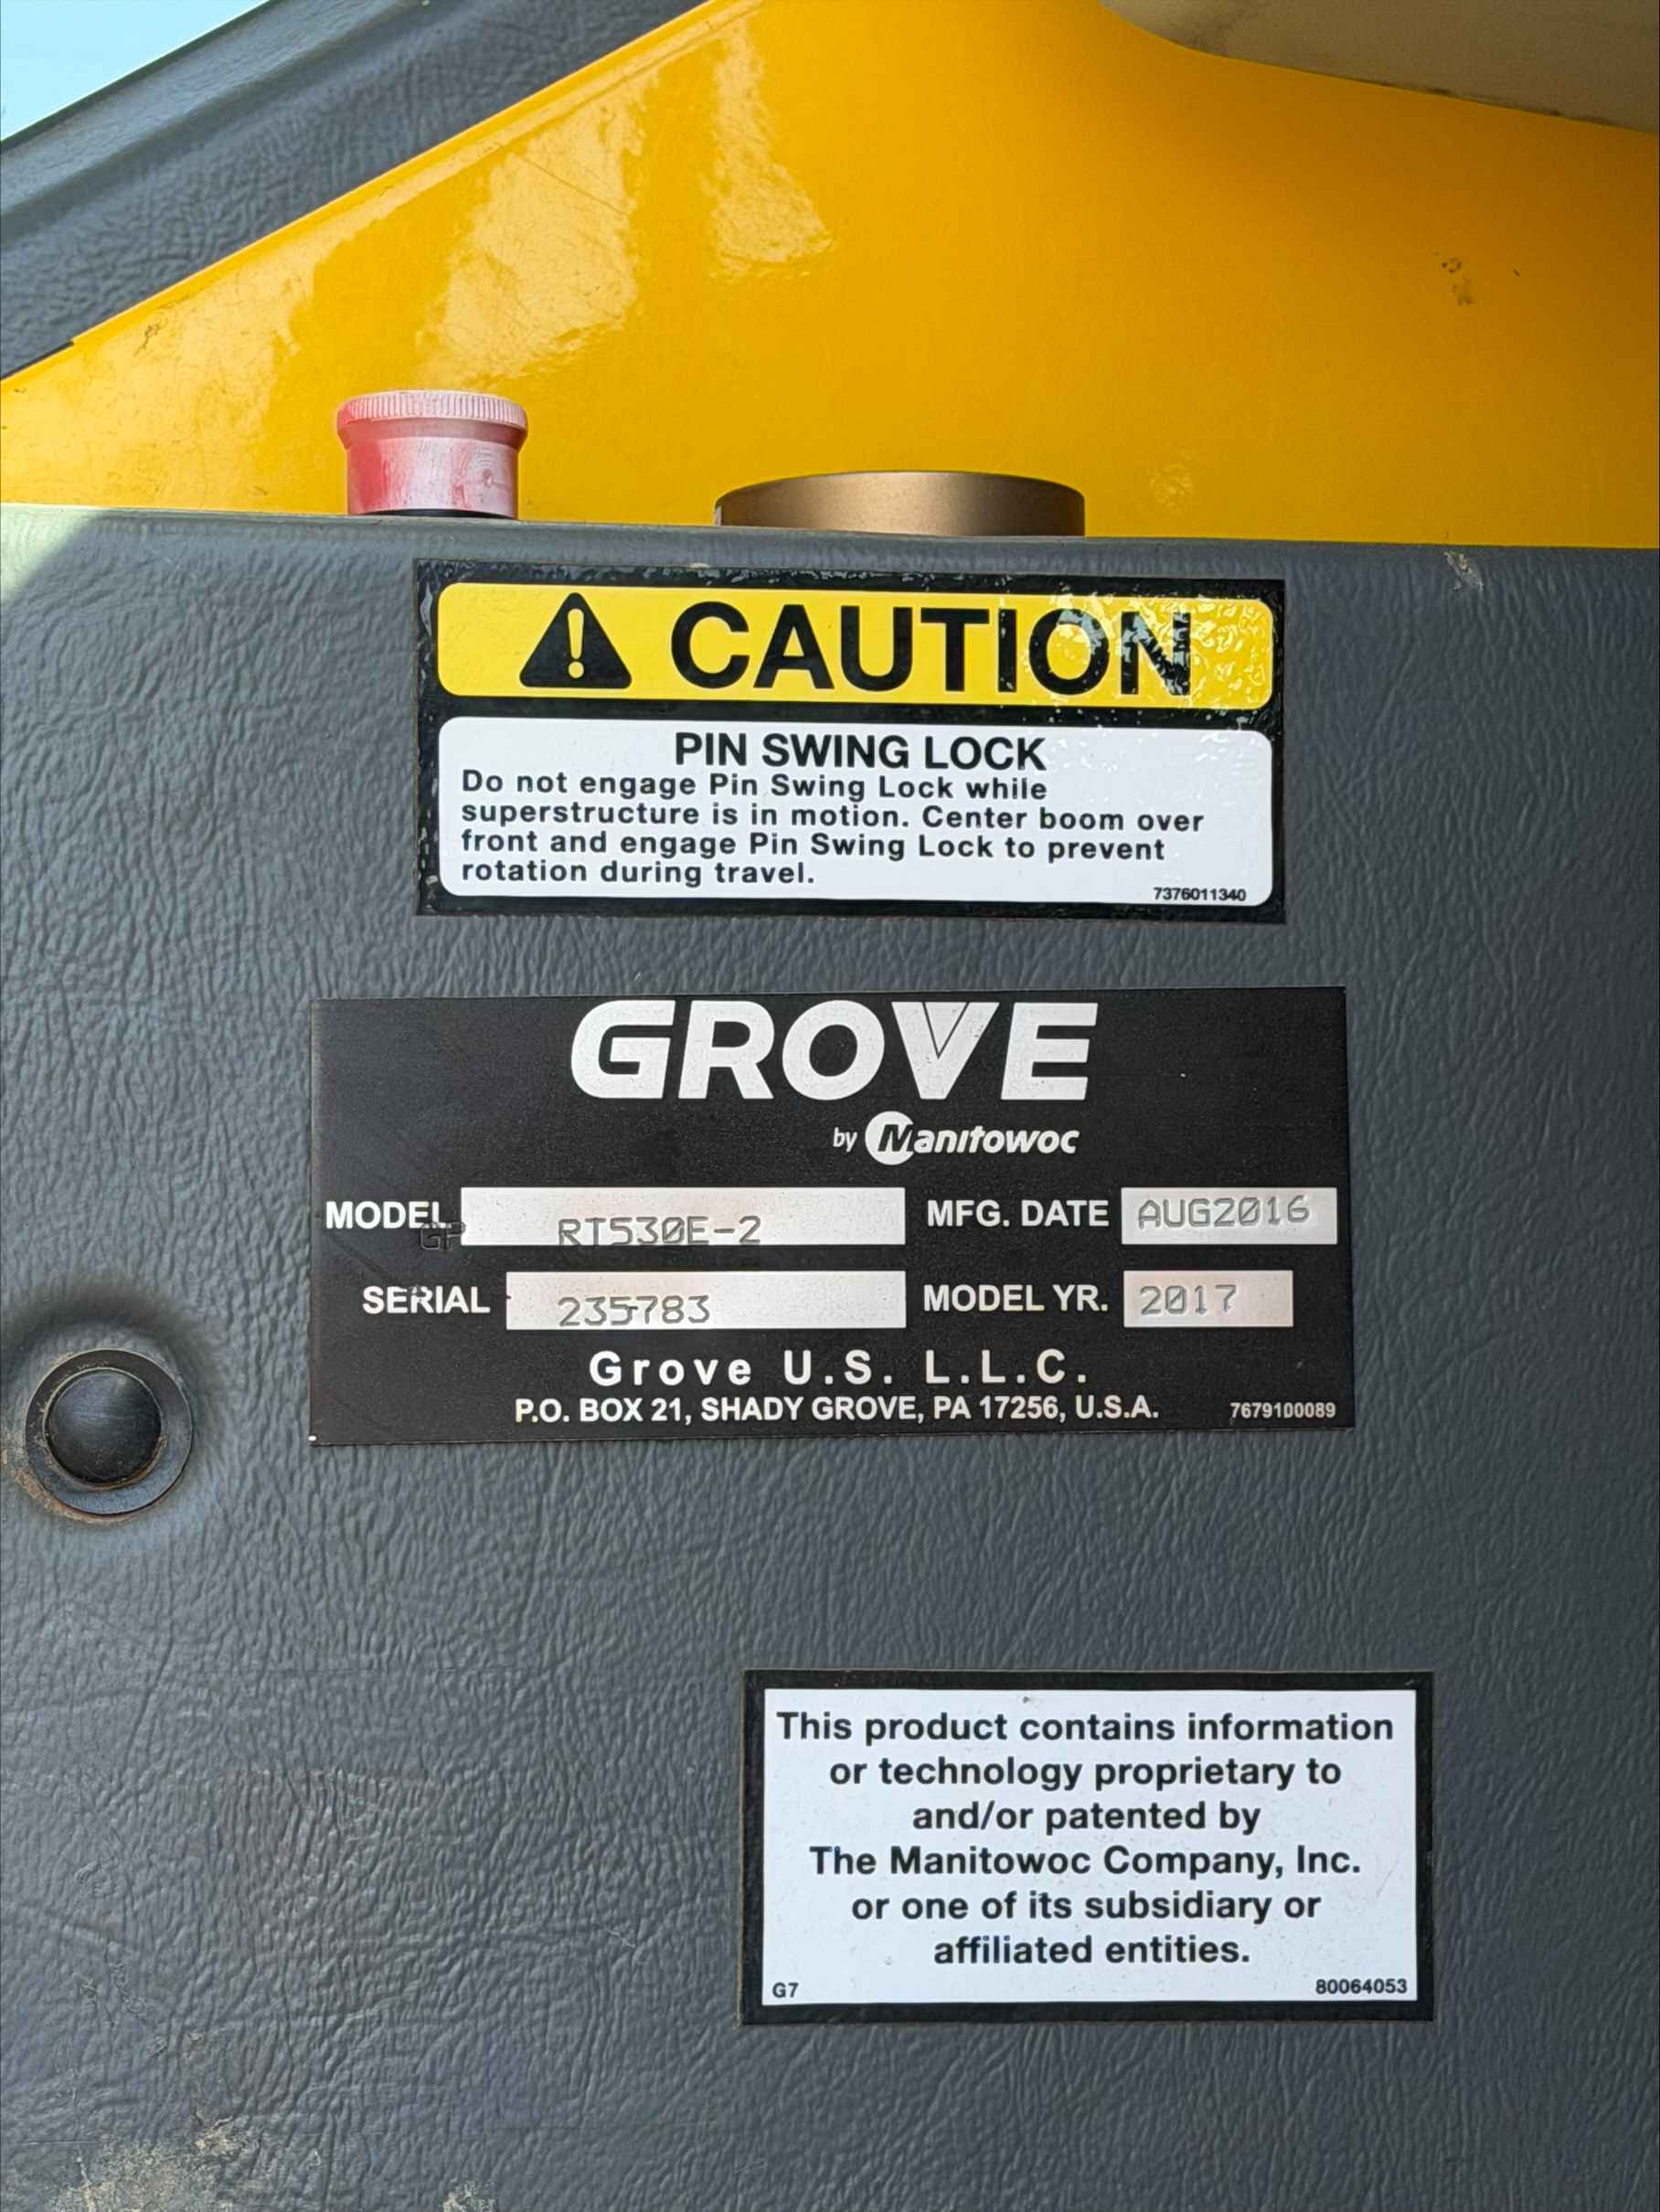 CAUTION
PIN SWING LOCK
Do not engage Pin Swing Lock while
superstructure is in motion. Center boom over
front and engage Pin Swing Lock to prevent
rotation during travel.
7376011340
GROVE
by Manitowoc
MODEL RT530E-2 MFG. DATE AUG2016
SERIAL 235783 MODEL YR. 2017
Grove U.S. L.L.C.
P.O. BOX 21, SHADY GROVE, PA 17256, U.S.A. 7679100089
This product contains information
or technology proprietary to
and/or patented by
The Manitowoc Company, Inc.
or one of its subsidiary or
affiliated entities.
G7 80064053